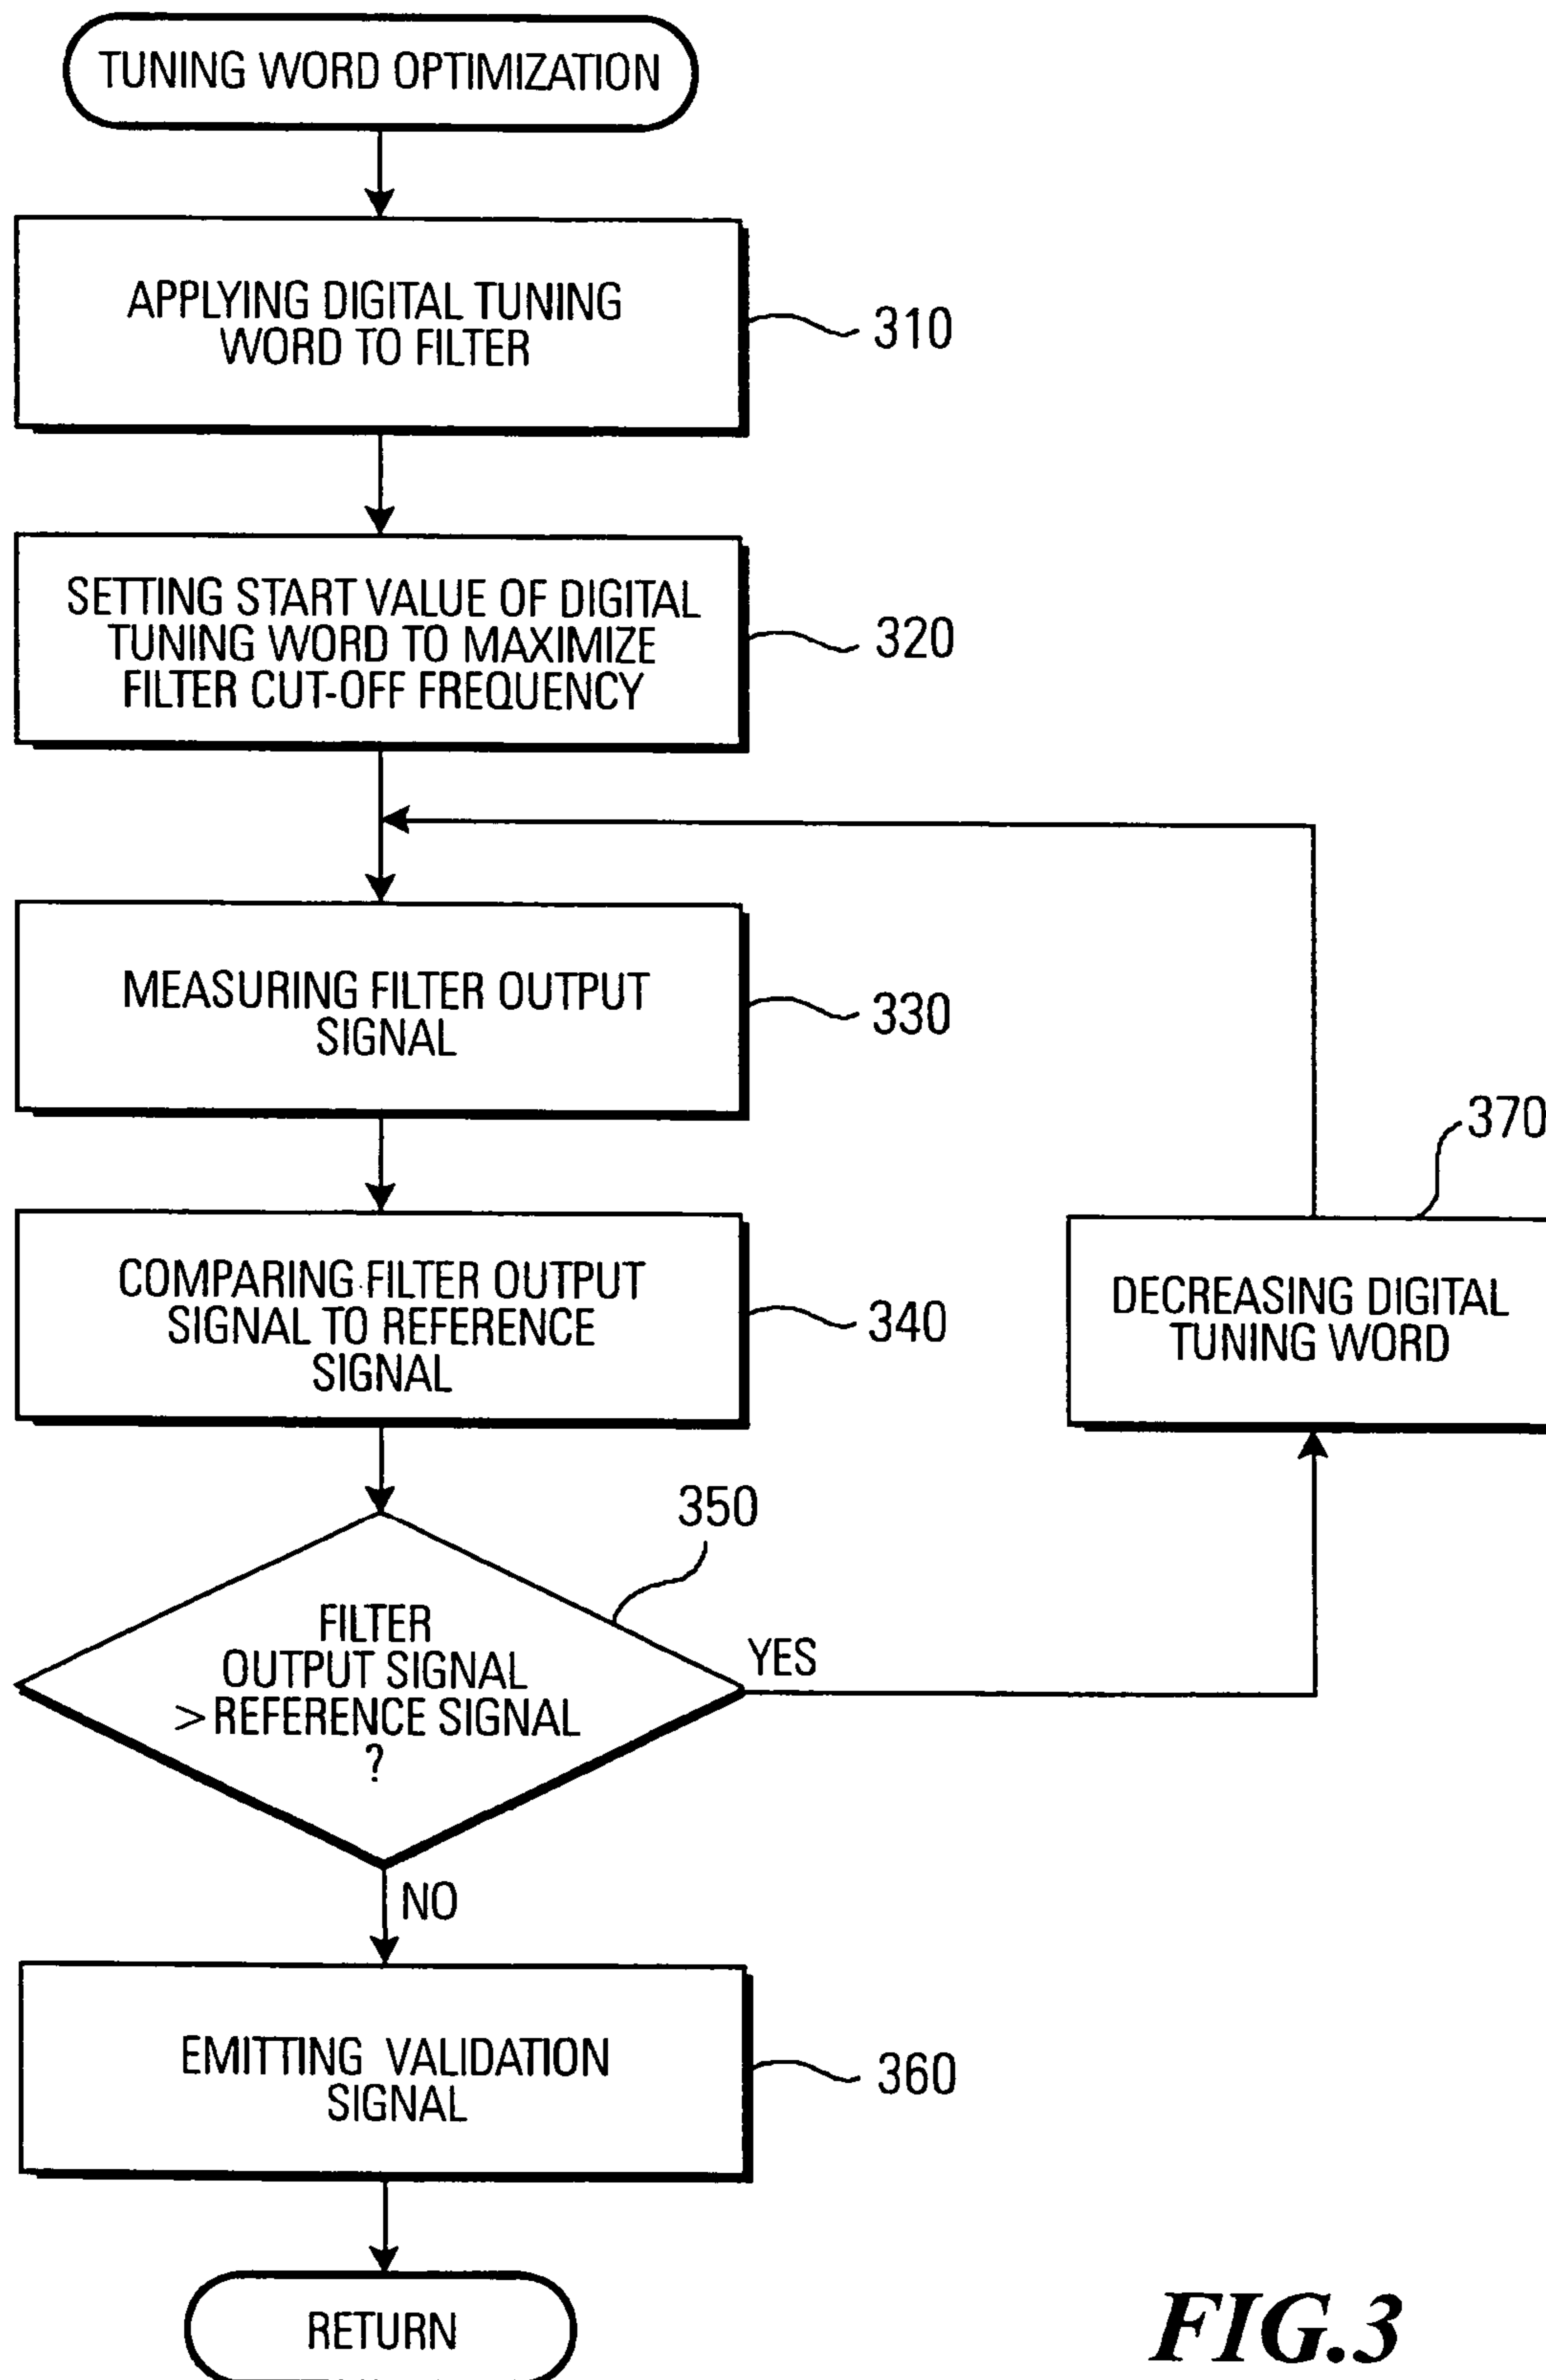 TUNING WORD OPTIMIZATION
APPLYING DIGITAL TUNING
WORD TO FILTER
310
SETTING START VALUE OF DIGITAL
TUNING WORD TO MAXIMIZE
FILTER CUT-OFF FREQUENCY
320
MEASURING FILTER OUTPUT
SIGNAL
330
COMPARING FILTER OUTPUT
SIGNAL TO REFERENCE
SIGNAL
340
370
DECREASING DIGITAL
TUNING WORD
350
FILTER
OUTPUT SIGNAL
> REFERENCE SIGNAL
?
YES
NO
EMITTING VALIDATION
SIGNAL
360
RETURN
FIG.3